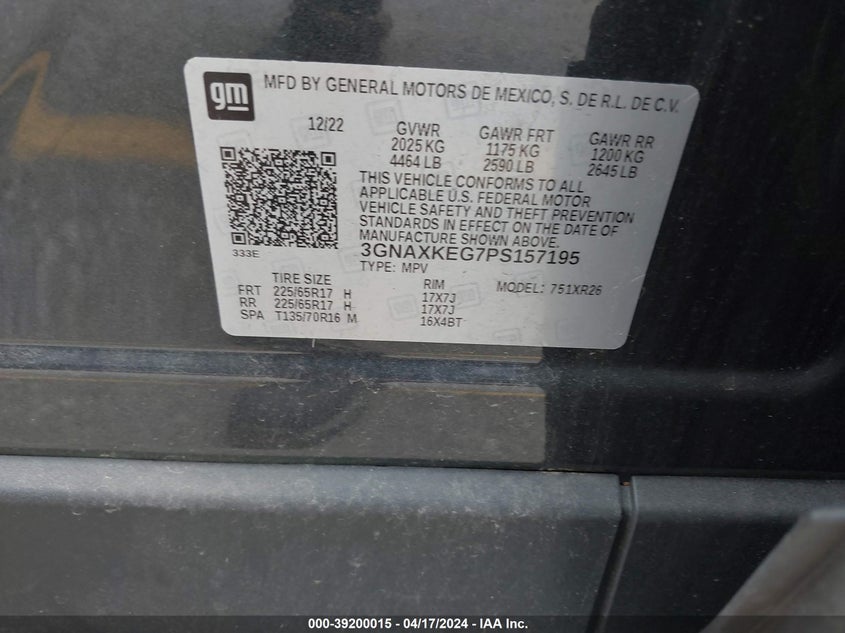 gm
MFD BY GENERAL MOTORS DE MEXICO, S. DE R.L. DE C.V.
12/22 GVWR GAWR FRT GAWR RR
2025 KG 1175 KG 1200 KG
4464 LB 2590 LB 2645 LB
THIS VEHICLE CONFORMS TO ALL
APPLICABLE U.S. FEDERAL MOTOR
VEHICLE SAFETY AND THEFT PREVENTION
STANDARDS IN EFFECT ON THE DATE OF
MANUFACTURE SHOWN ABOVE.
333E
3GNAXKEG7PS157195
TYPE: MPV
TIRE SIZE RIM MODEL: 751XR26
FRT 225/65R17 H 17X7J
RR 225/65R17 H 17X7J
SPA T135/70R16 M 16X4BT
000-39200015 - 04/17/2024 - IAA Inc.